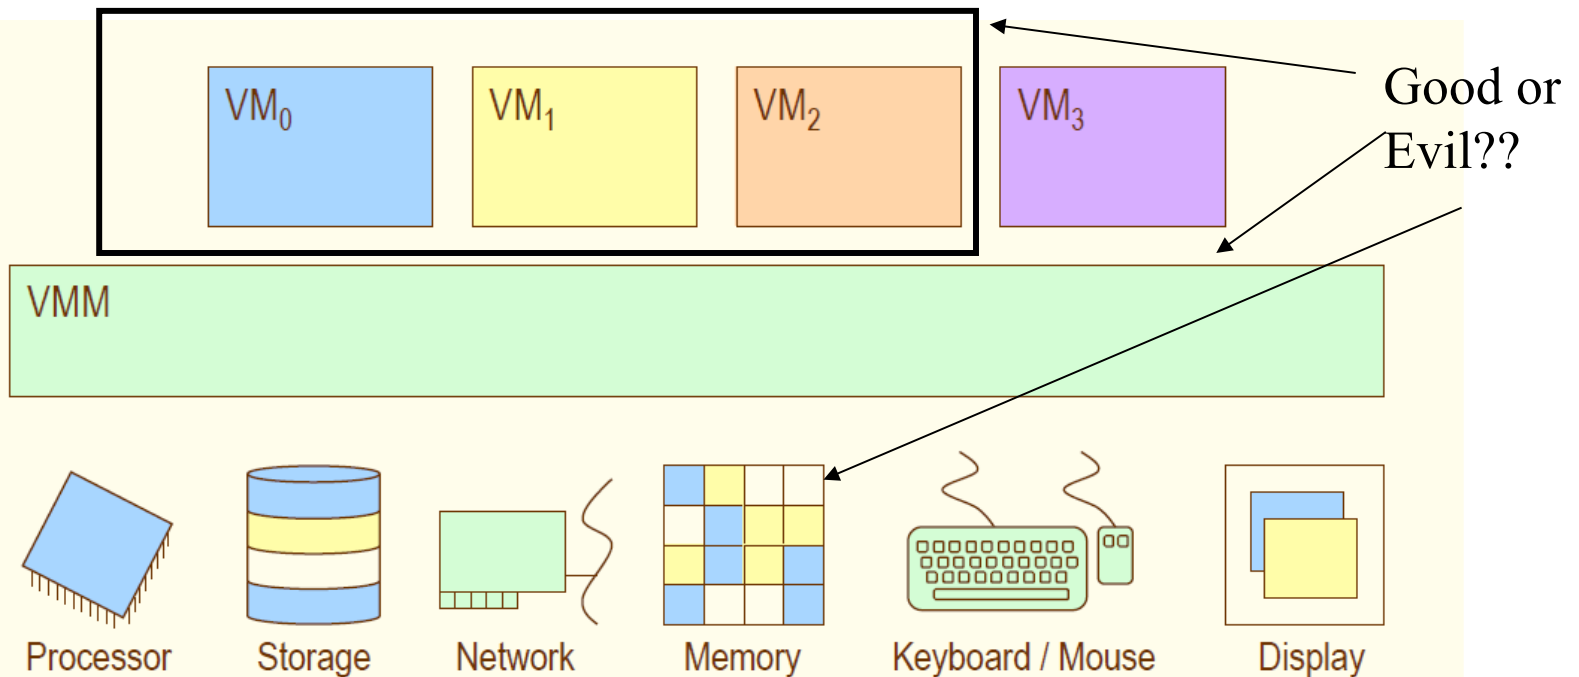 VM₀
VM₁
VM₂
VM₃
Good or
Evil??
VMM
Processor
Storage
Network
Memory
Keyboard / Mouse
Display